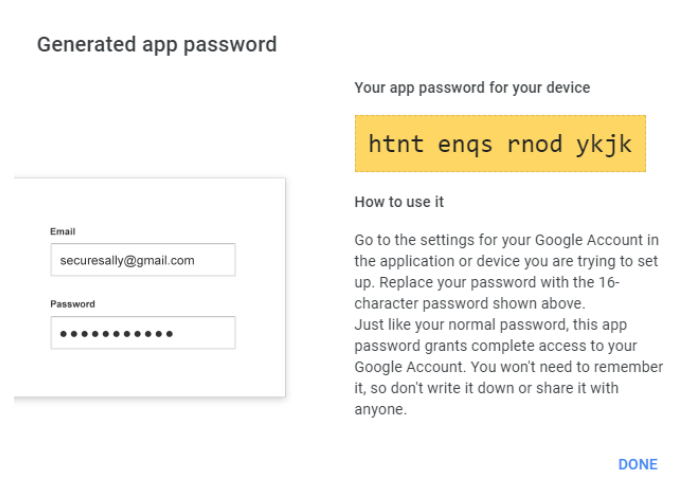 Generated app password
Your app password for your device
htnt enqs rnod ykjk
How to use it
Go to the settings for your Google Account in
the application or device you are trying to set
up. Replace your password with the 16-
character password shown above.
Just like your normal password, this app
password grants complete access to your
Google Account. You won't need to remember
it, so don't write it down or share it with
anyone.
Email
securesally@gmail.com
Password
●●●●●●●●●●●
DONE